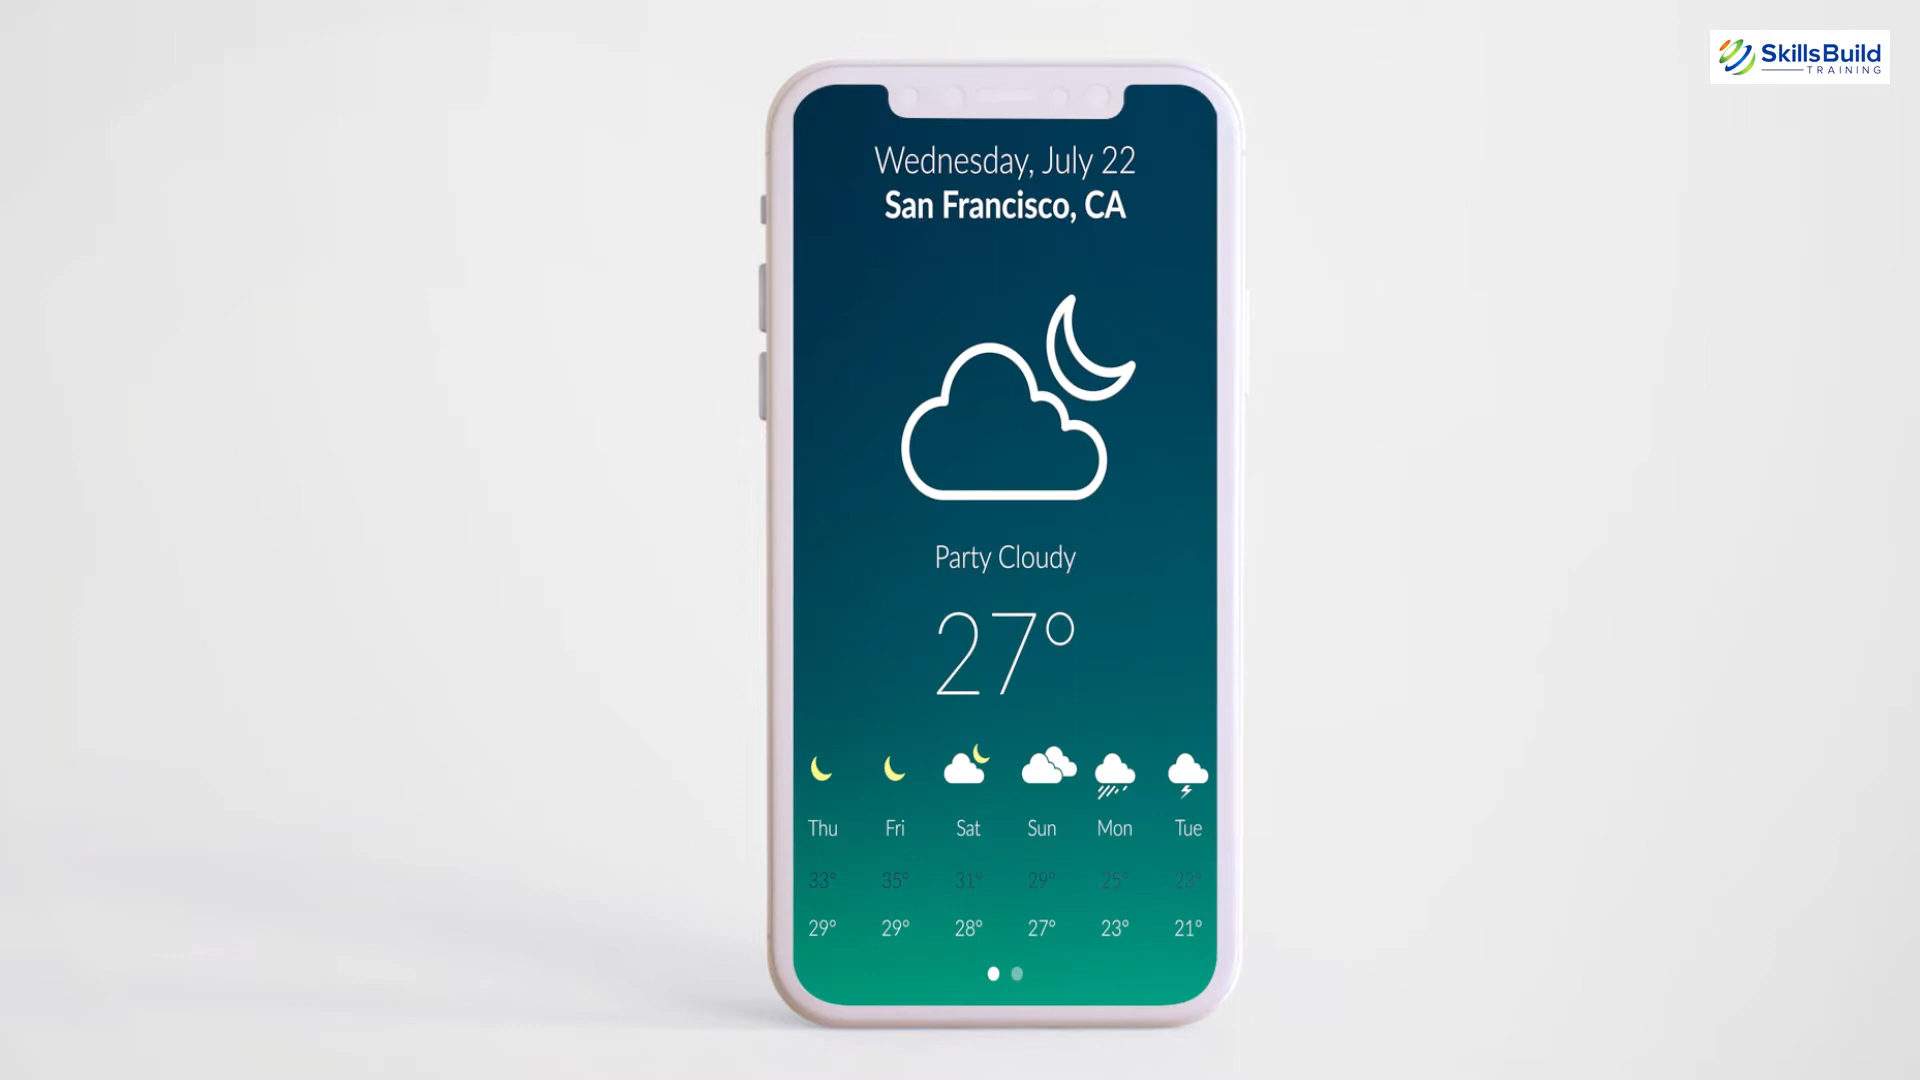 SkillsBuild
TRAINING
Wednesday, July 22
San Francisco, CA
Party Cloudy
27°
Thu Fri Sat Sun Mon Tue
33° 35° 31° 29° 25° 23°
29° 29° 28° 27° 23° 21°